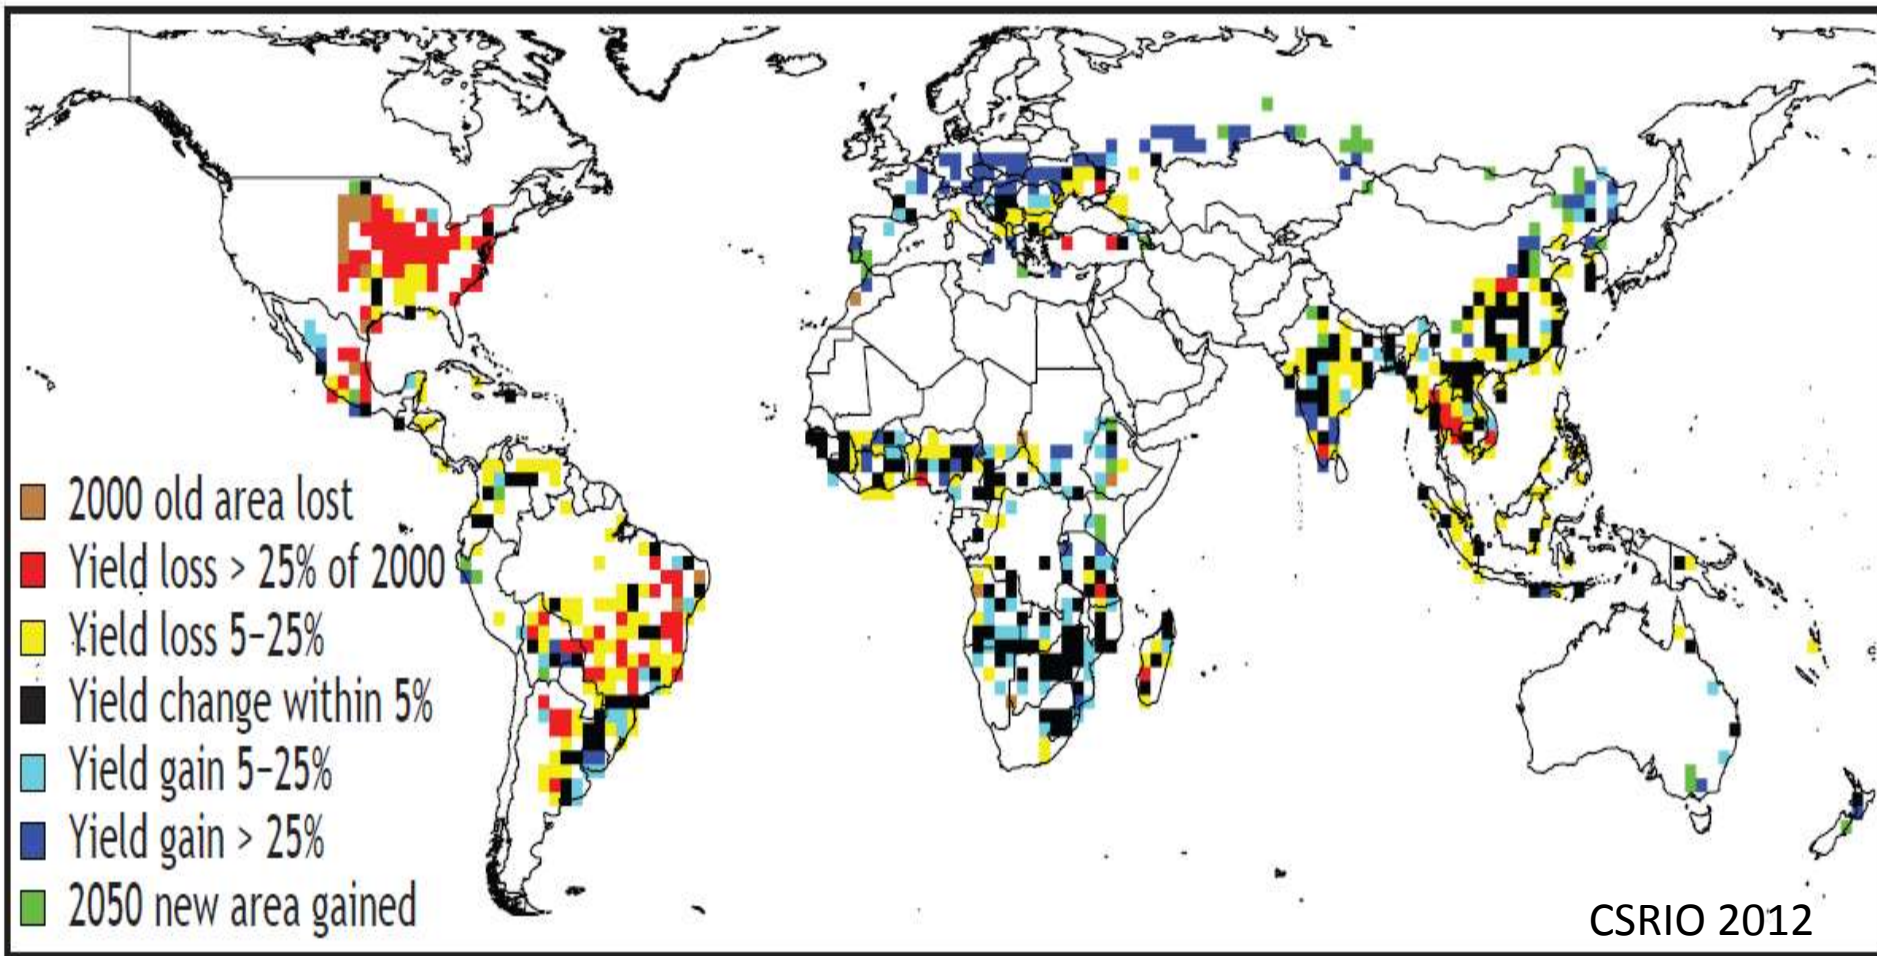 2000 old area lost
Yield loss > 25% of 2000
Yield loss 5–25%
Yield change within 5%
Yield gain 5–25%
Yield gain > 25%
2050 new area gained
CSRIO 2012